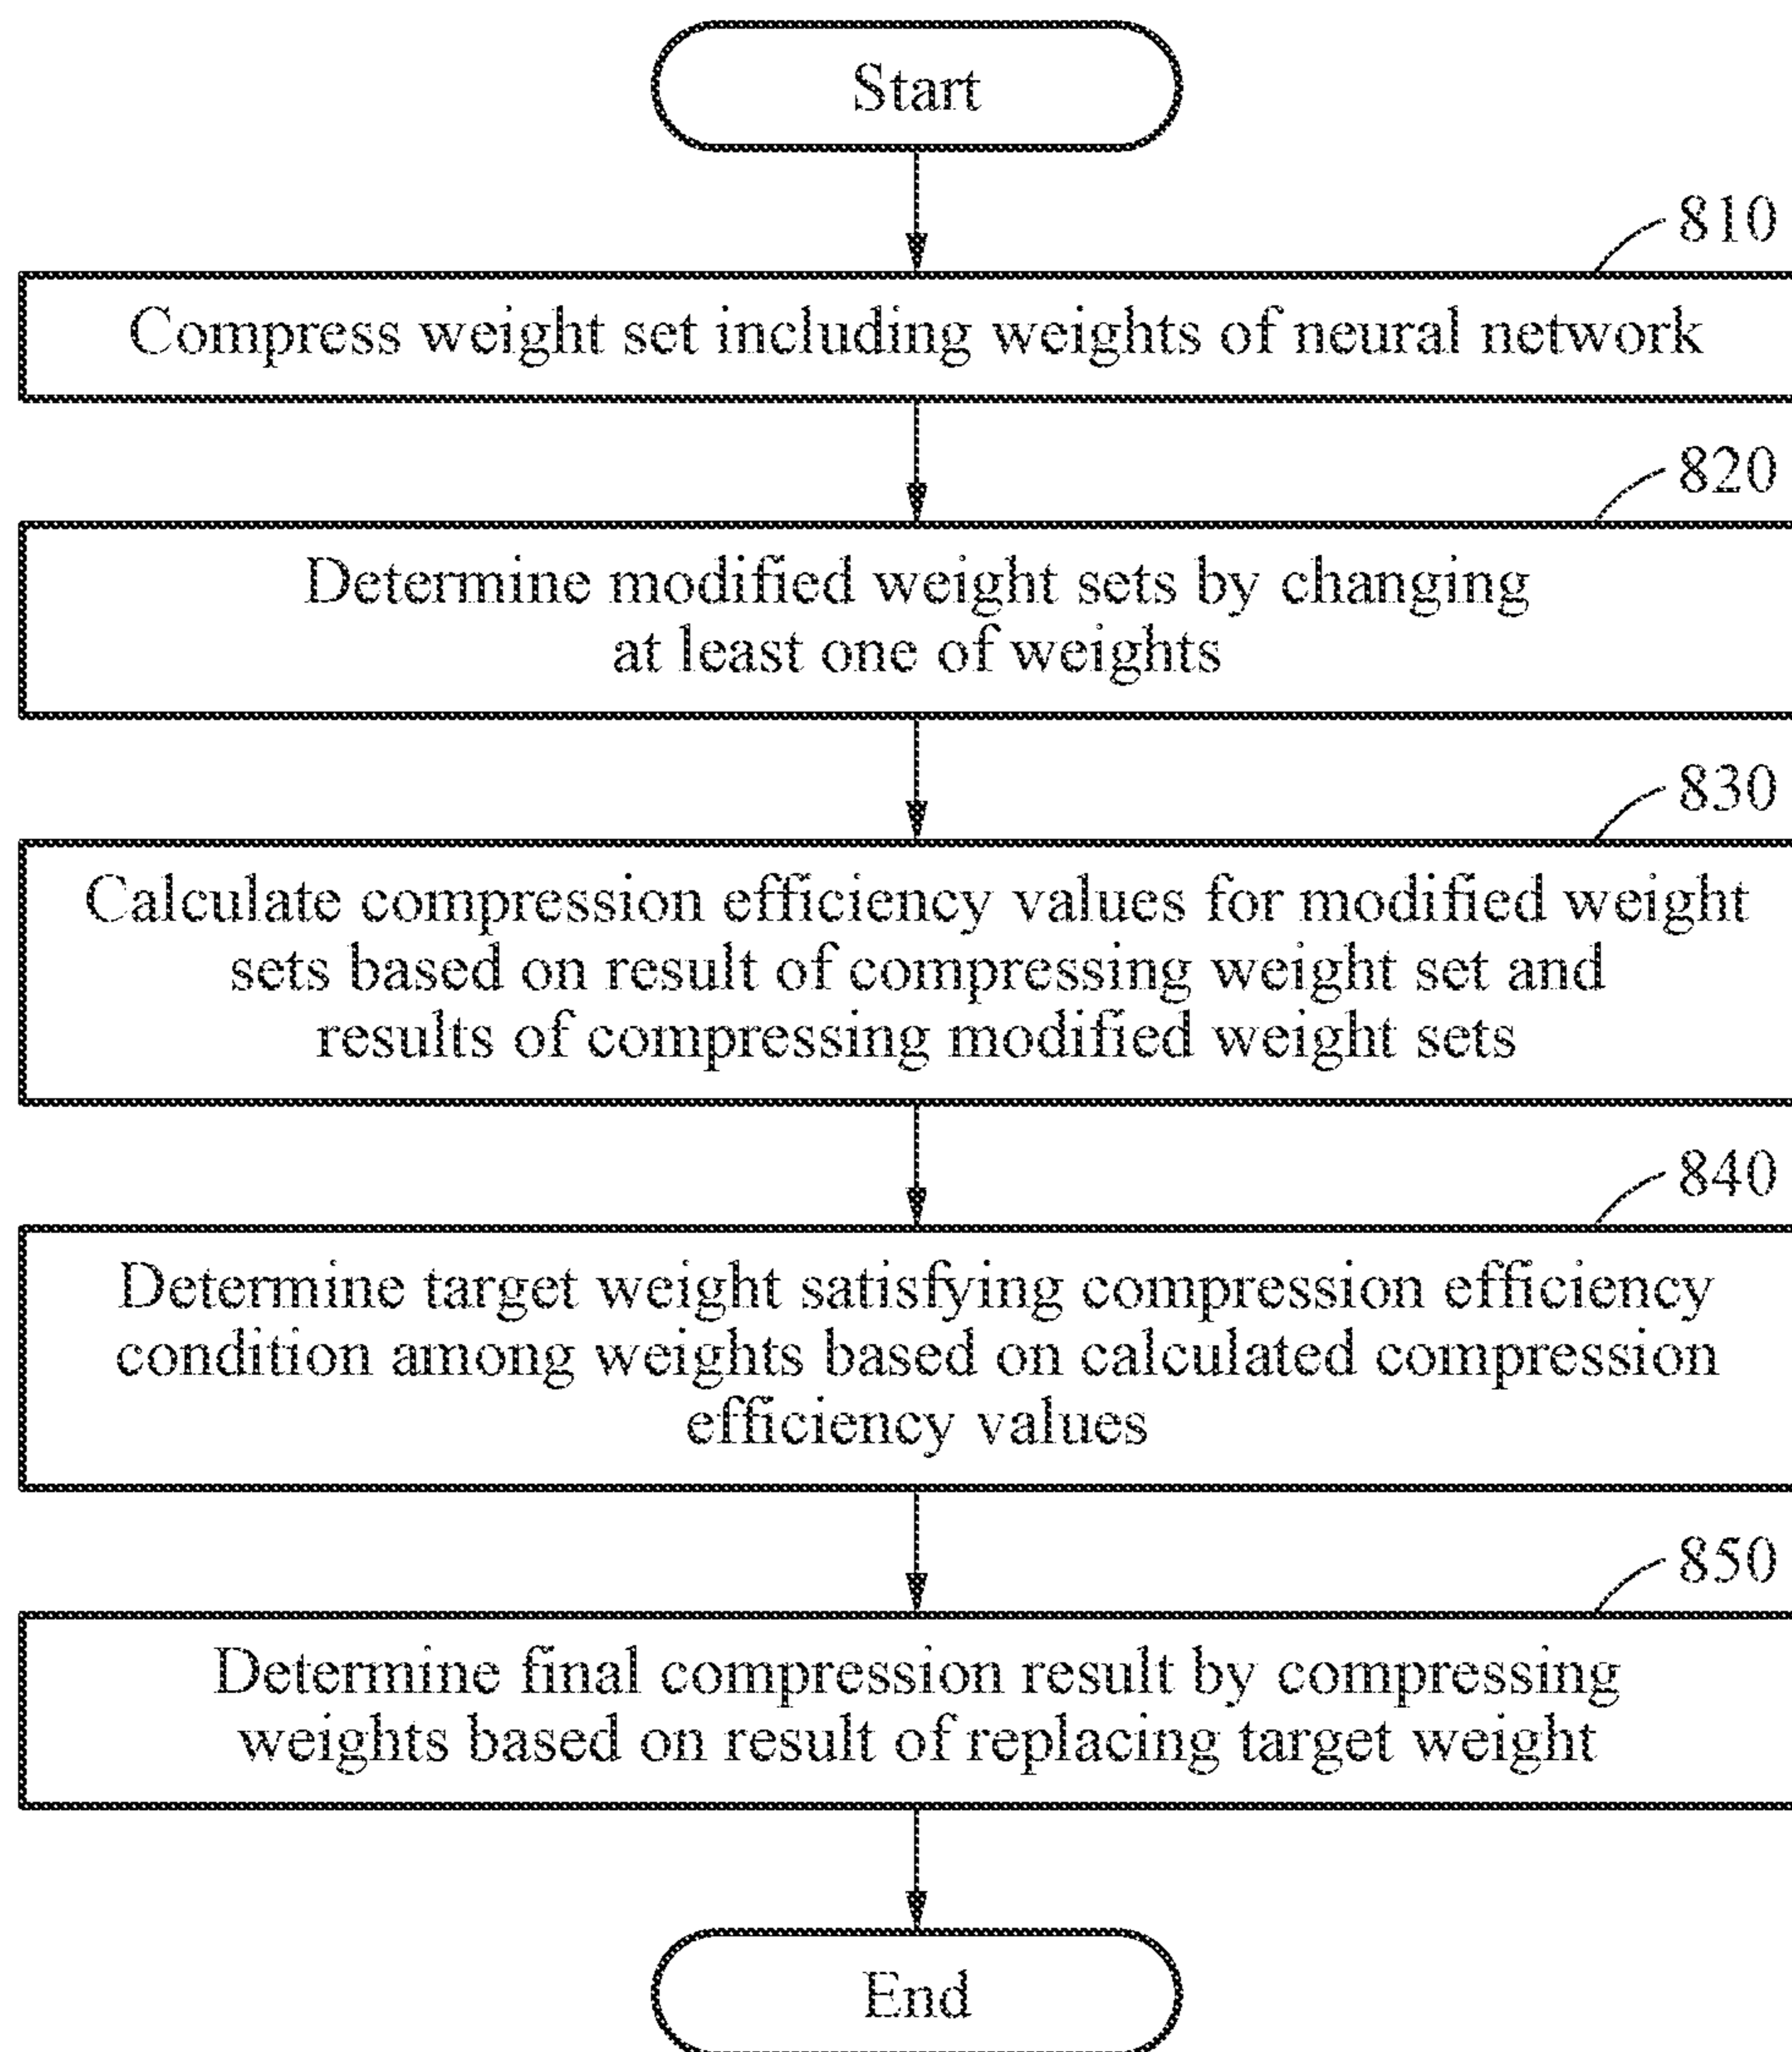 Start
810
Compress weight set including weights of neural network
820
Determine modified weight sets by changing
at least one of weights
830
Calculate compression efficiency values for modified weight
sets based on result of compressing weight set and
results of compressing modified weight sets
840
Determine target weight satisfying compression efficiency
condition among weights based on calculated compression
efficiency values
850
Determine final compression result by compressing
weights based on result of replacing target weight
End